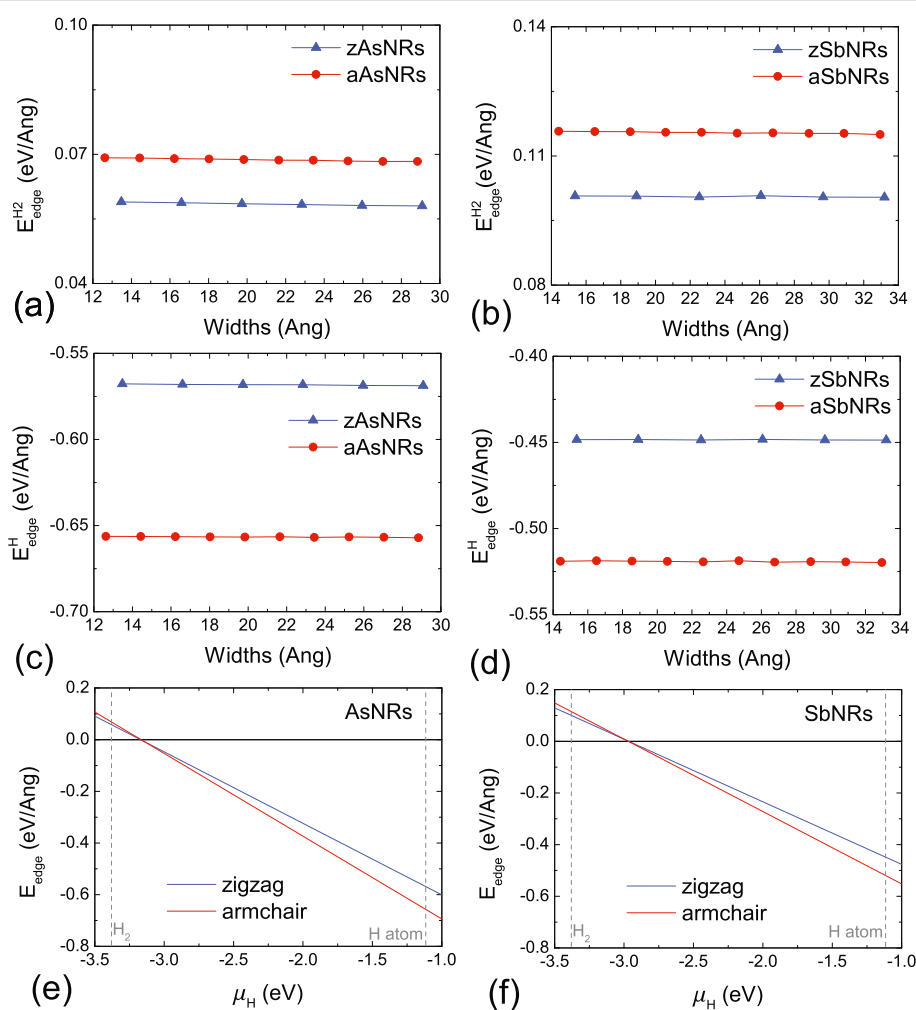 0.10
0.07
0.04
12 14 16 18 20 22 24 26 28 30
E^H2_edge (eV/Ang)
Widths (Ang)
zAsNRs
aAsNRs
(a)
0.14
0.11
0.08
14 16 18 20 22 24 26 28 30 32 34
E^H2_edge (eV/Ang)
Widths (Ang)
zSbNRs
aSbNRs
(b)
-0.55
-0.60
-0.65
-0.70
12 14 16 18 20 22 24 26 28 30
E^H_edge (eV/Ang)
Widths (Ang)
zAsNRs
aAsNRs
(c)
-0.40
-0.45
-0.50
-0.55
14 16 18 20 22 24 26 28 30 32 34
E^H_edge (eV/Ang)
Widths (Ang)
zSbNRs
aSbNRs
(d)
0.2
0.0
-0.2
-0.4
-0.6
-0.8
-3.5 -3.0 -2.5 -2.0 -1.5 -1.0
E_edge (eV/Ang)
μ_H (eV)
AsNRs
zigzag
armchair
H_2
H atom
(e)
0.2
0.0
-0.2
-0.4
-0.6
-0.8
-3.5 -3.0 -2.5 -2.0 -1.5 -1.0
E_edge (eV/Ang)
μ_H (eV)
SbNRs
zigzag
armchair
H_2
H atom
(f)